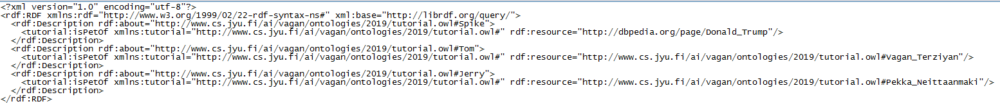 <?xml version="1.0" encoding="utf-8"?>
<rdf:RDF xmlns:rdf="http://www.w3.org/1999/02/22-rdf-syntax-ns#" xml:base="http://librdf.org/query/">
  <rdf:Description rdf:about="http://www.cs.jyu.fi/ai/vagan/ontologies/2019/tutorial.owl#Spike">
    <tutorial:isPetOf xmlns:tutorial="http://www.cs.jyu.fi/ai/vagan/ontologies/2019/tutorial.owl#" rdf:resource="http://dbpedia.org/page/Donald_Trump"/>
  </rdf:Description>
  <rdf:Description rdf:about="http://www.cs.jyu.fi/ai/vagan/ontologies/2019/tutorial.owl#Tom">
    <tutorial:isPetOf xmlns:tutorial="http://www.cs.jyu.fi/ai/vagan/ontologies/2019/tutorial.owl#" rdf:resource="http://www.cs.jyu.fi/ai/vagan/ontologies/2019/tutorial.owl#Vagan_Terziyan"/>
  </rdf:Description>
  <rdf:Description rdf:about="http://www.cs.jyu.fi/ai/vagan/ontologies/2019/tutorial.owl#Jerry">
    <tutorial:isPetOf xmlns:tutorial="http://www.cs.jyu.fi/ai/vagan/ontologies/2019/tutorial.owl#" rdf:resource="http://www.cs.jyu.fi/ai/vagan/ontologies/2019/tutorial.owl#Pekka_Neittaanmaki"/>
  </rdf:Description>
</rdf:RDF>